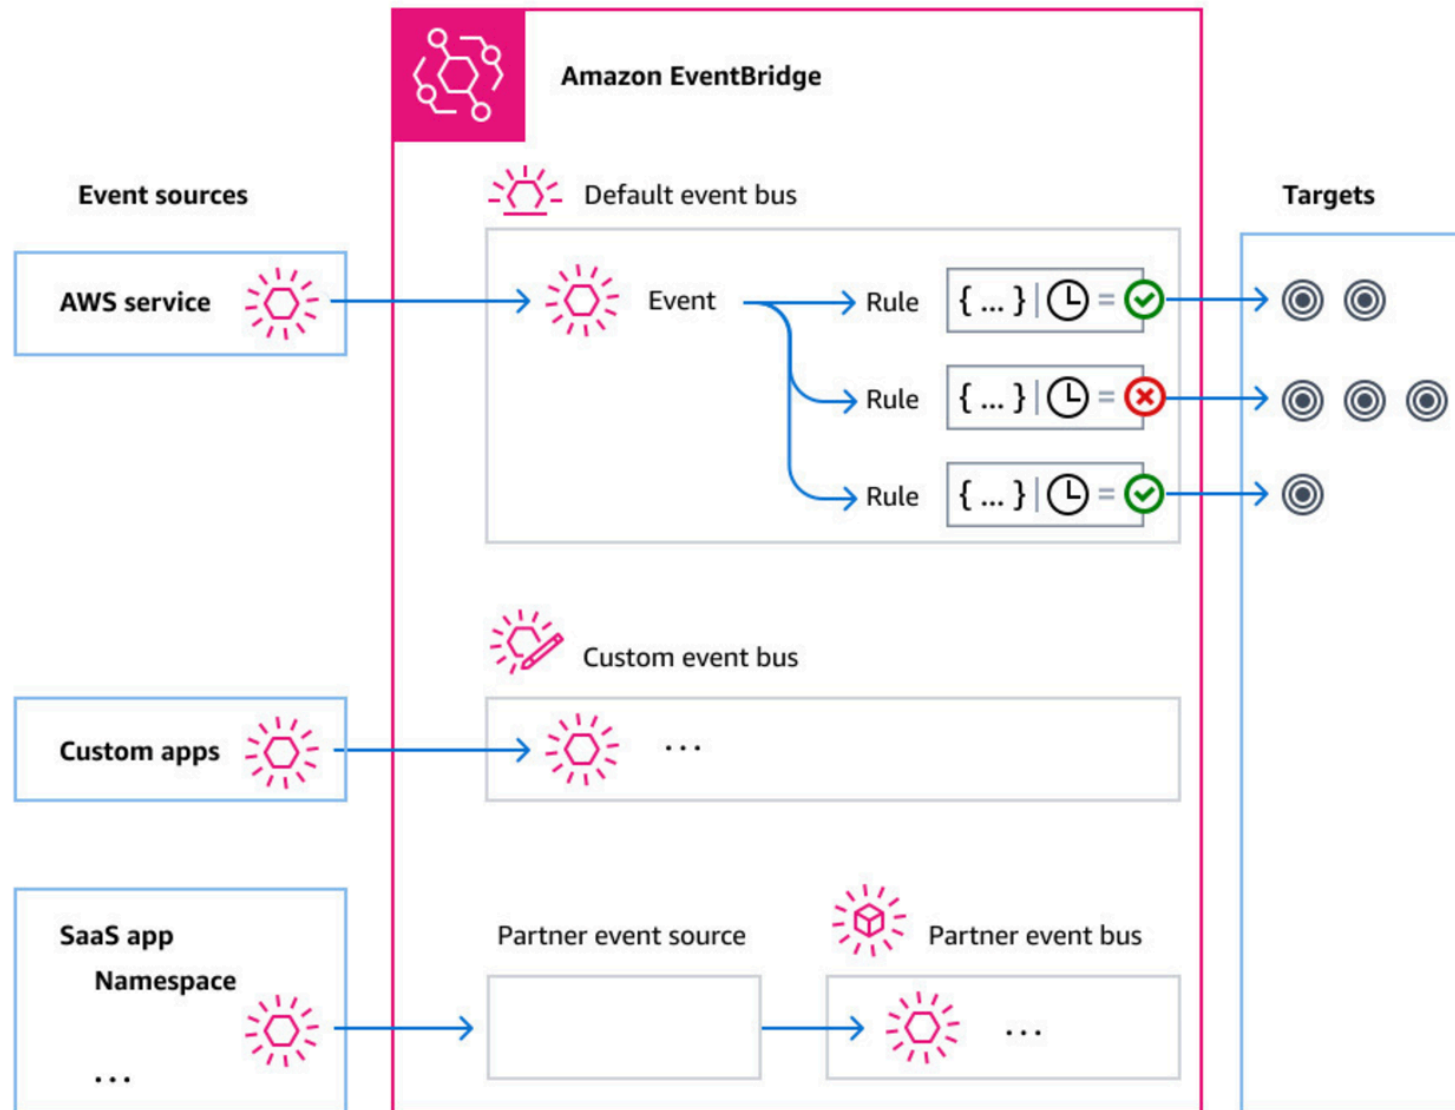 Amazon EventBridge
Event sources
Default event bus
Targets
AWS service
Event
Rule
{ ... } | =
Rule
{ ... } | =
Rule
{ ... } | =
Custom event bus
Custom apps
...
SaaS app
Namespace
...
Partner event source
Partner event bus
...